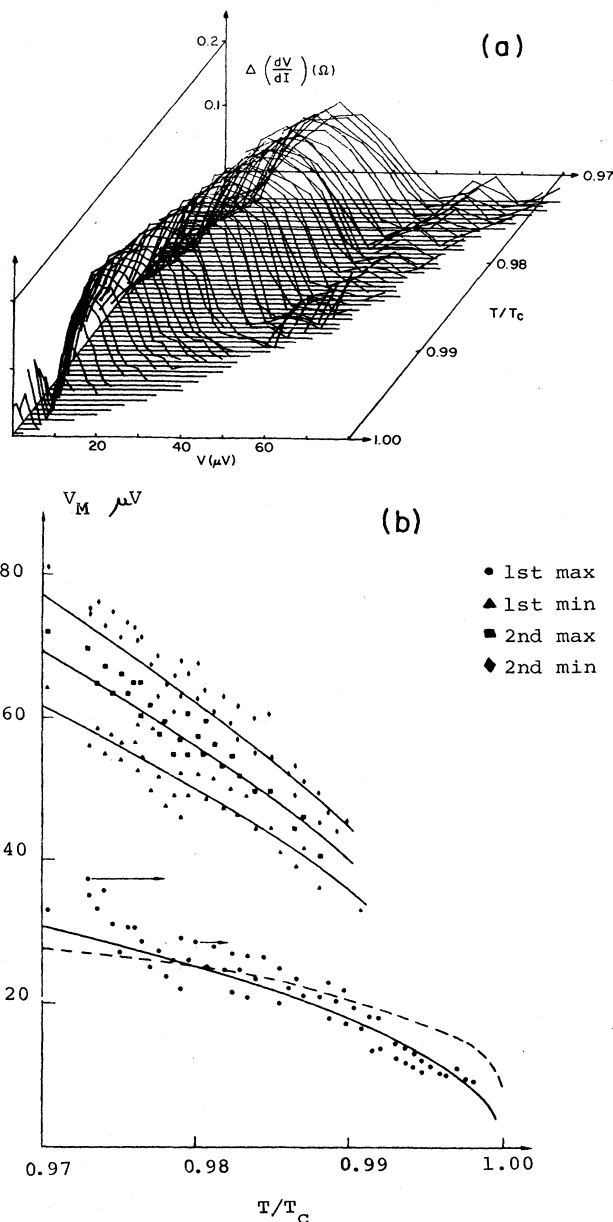 (a)
0.2
Δ (dV/dI) (Ω)
0.1
0.97
0.98
T/Tc
0.99
1.00
20
40
60
V(μV)
V_M μV
(b)
80
60
40
20
● 1st max
▲ 1st min
■ 2nd max
♦ 2nd min
0.97
0.98
0.99
1.00
T/T_C